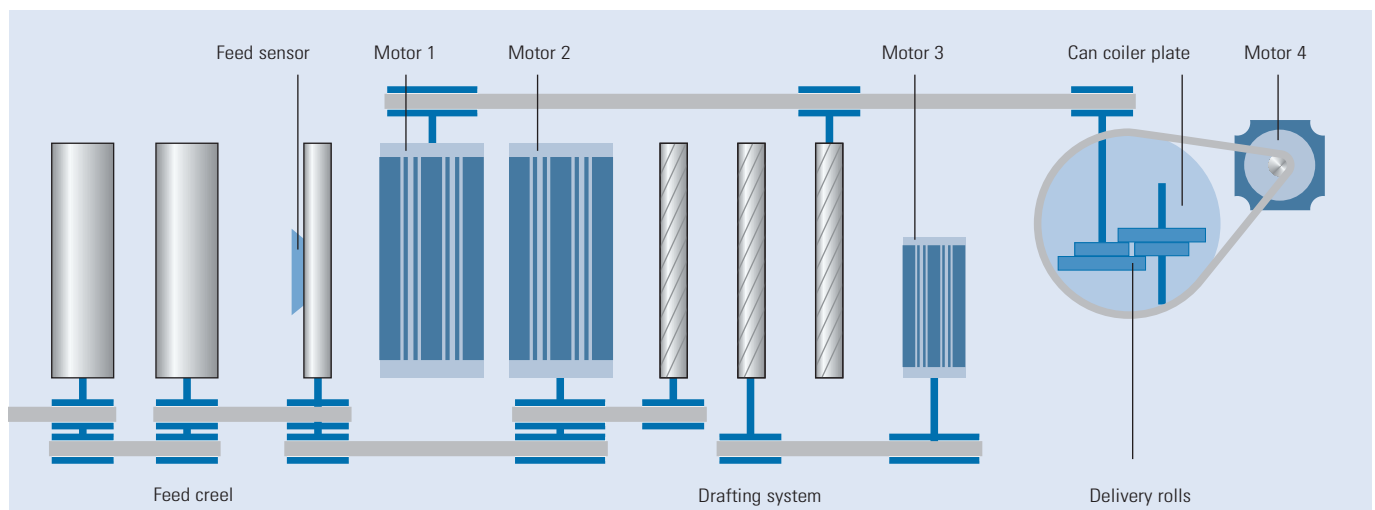 Feed sensor
Motor 1
Motor 2
Motor 3
Can coiler plate
Motor 4
Feed creel
Drafting system
Delivery rolls